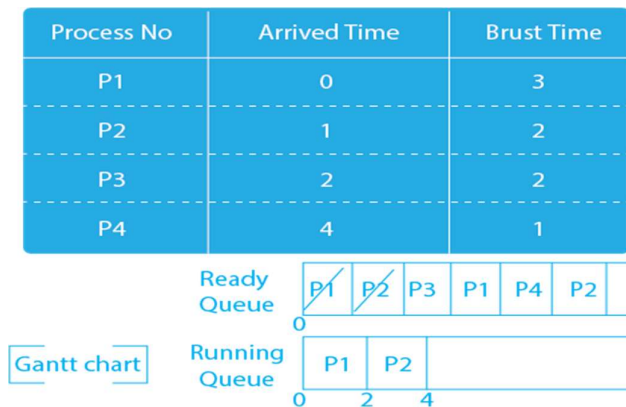 Process No Arrived Time Brust Time
P1 0 3
P2 1 2
P3 2 2
P4 4 1
Ready Queue P1 P2 P3 P1 P4 P2
0
Gantt chart Running Queue P1 P2
0 2 4